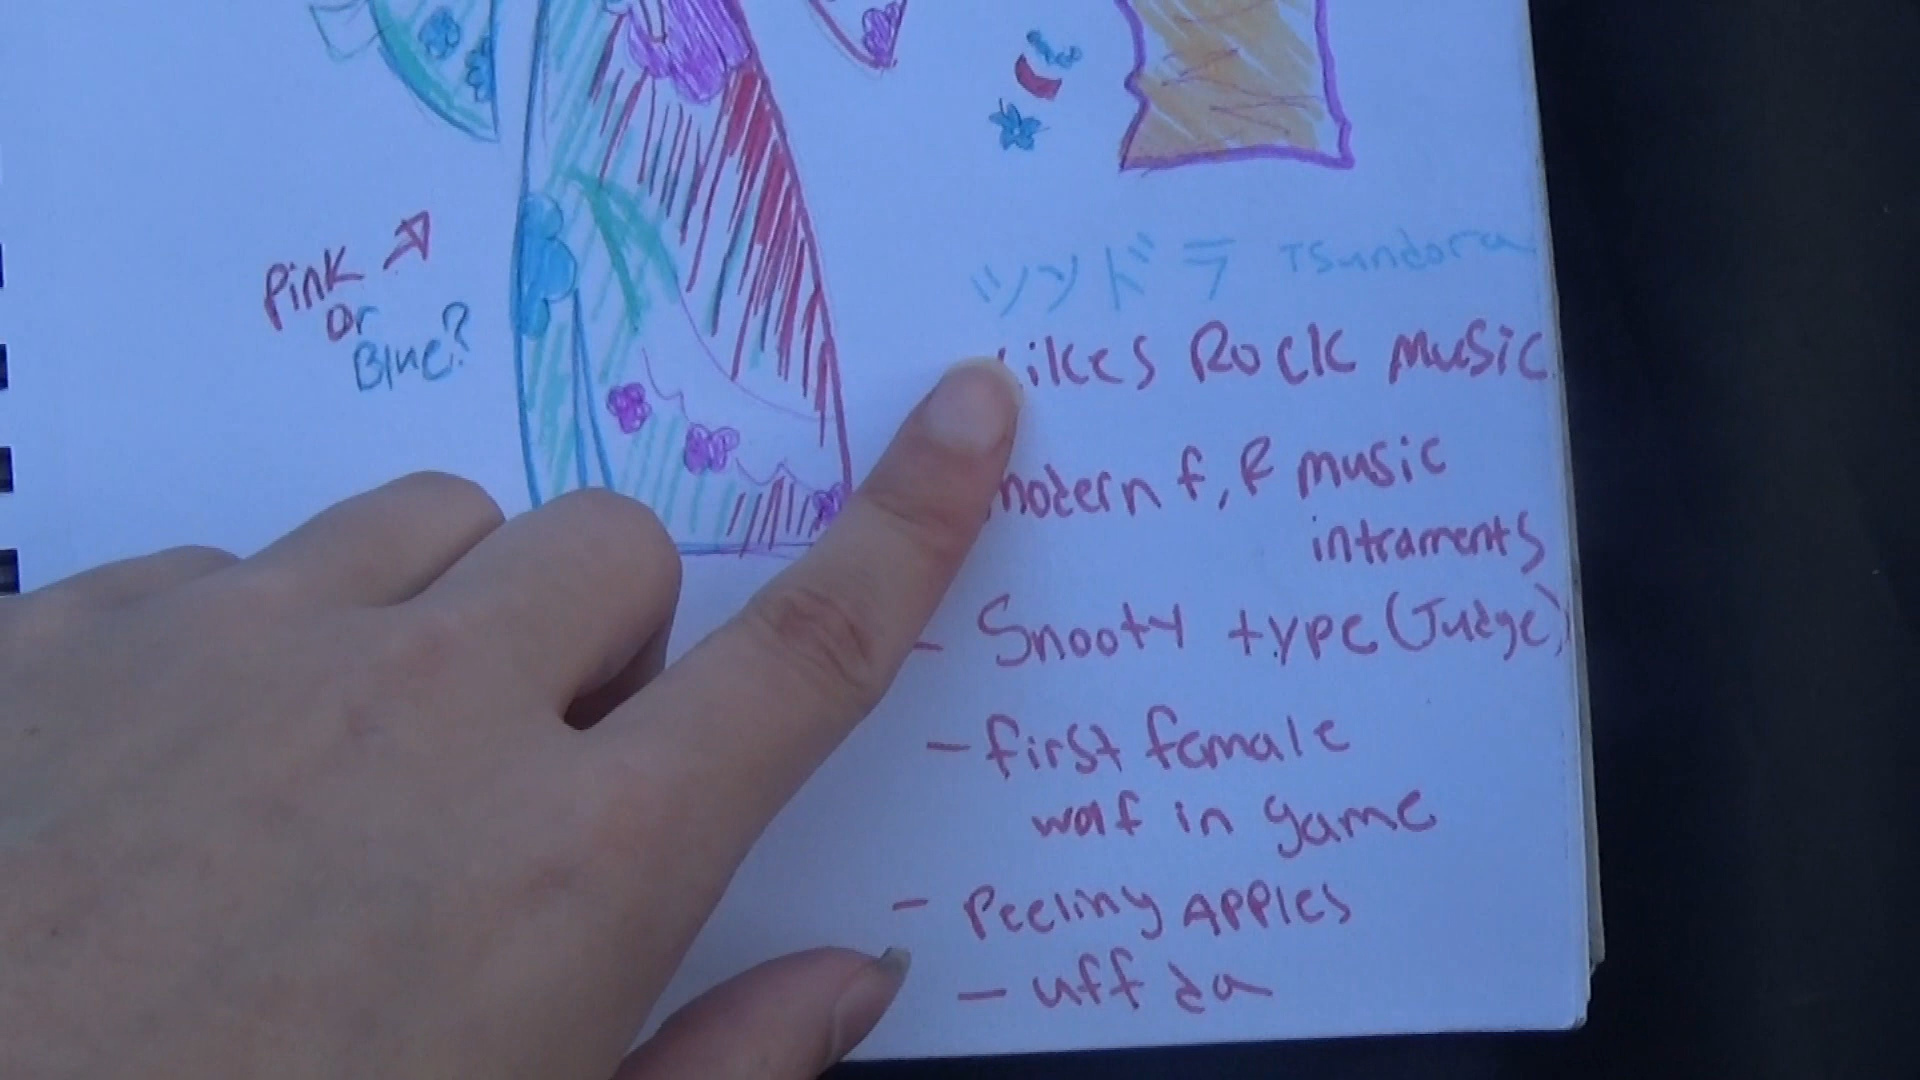 Pink
or
Blue?
ツンドラ Tsundora
Likes Rock music
modern f, R music
intraments
- Snooty type (Judge)
- first female
wolf in game
- Peeling Apples
- uff da